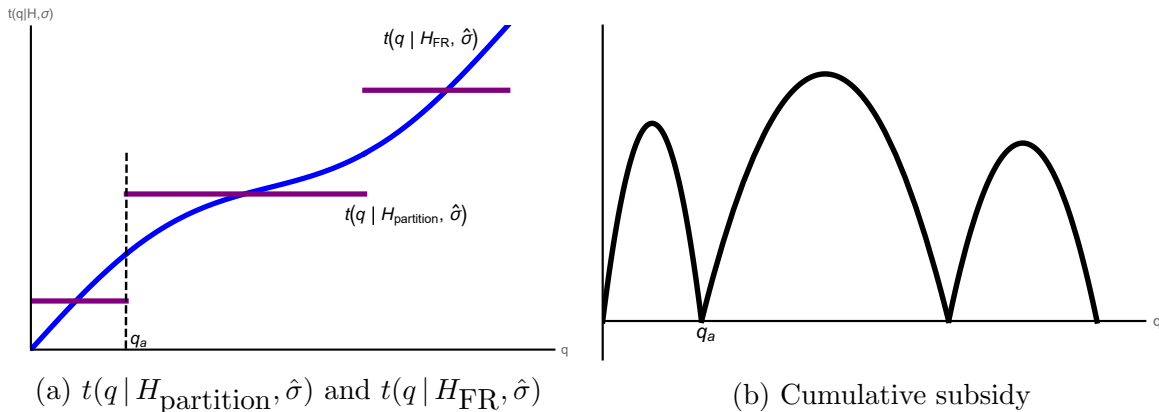 t(q|H,σ)
t(q | H_FR, σ̂)
t(q | H_partition, σ̂)
q_a
q
q_a
q
(a) t(q | H_partition, σ̂) and t(q | H_FR, σ̂)
(b) Cumulative subsidy